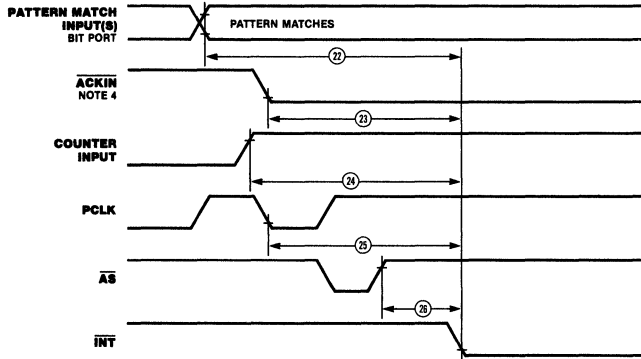 PATTERN MATCH
INPUT(S)
BIT PORT
PATTERN MATCHES
22
ACKIN
NOTE 4
23
COUNTER
INPUT
24
PCLK
25
AS
26
INT